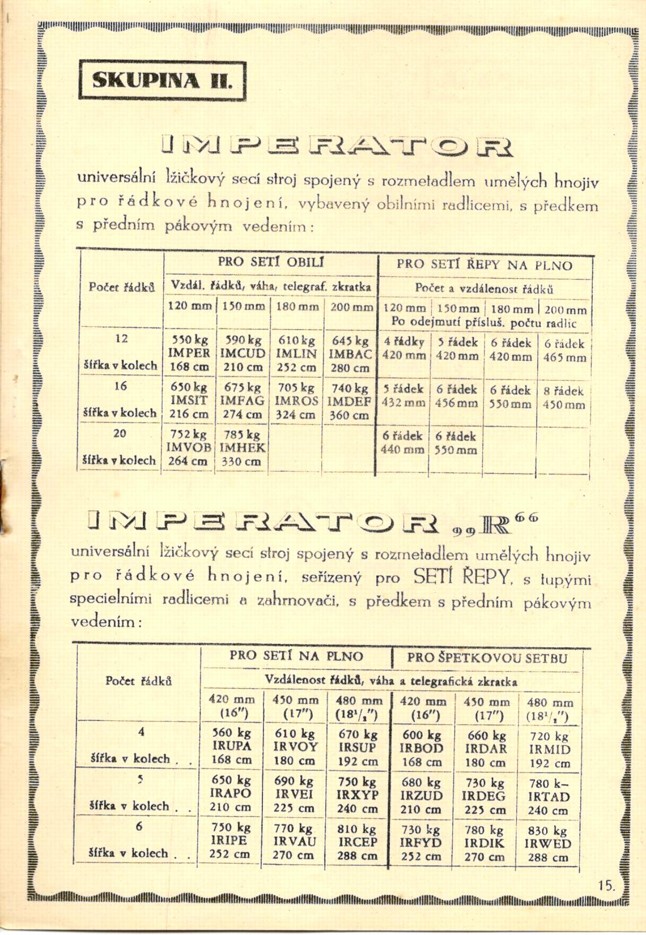 SKUPINA II.
IMPERATOR
universální lžičkový secí stroj spojený s rozmetadlem umělých hnojiv
pro řádkové hnojení, vybavený obilními radlicemi, s předkem
s předním pákovým vedením:
Počet řádků PRO SETÍ OBILÍ PRO SETÍ ŘEPY NA PLNO
Vzdál. řádků, váha, telegraf. zkratka Počet a vzdálenost řádků
120 mm 150 mm 180 mm 200 mm 120 mm 150 mm 180 mm 200 mm
Po odejmutí přísluš. počtu radlic
12 550 kg 590 kg 610 kg 645 kg 4 řádky 5 řádek 6 řádek 6 řádek
IMPER IMCUD IMLIN IMBAC 420 mm 420 mm 420 mm 465 mm
šířka v kolech 168 cm 210 cm 252 cm 280 cm
16 650 kg 675 kg 705 kg 740 kg 5 řádek 6 řádek 6 řádek 8 řádek
IMSIT IMFAG IMROS IMDEF 432 mm 456 mm 550 mm 450 mm
šířka v kolech 216 cm 274 cm 324 cm 360 cm
20 752 kg 785 kg 6 řádek 6 řádek
IMVOB IMHEK 440 mm 550 mm
šířka v kolech 264 cm 330 cm
IMPERATOR „R“
universální lžičkový secí stroj spojený s rozmetadlem umělých hnojiv
pro řádkové hnojení, seřízený pro SETÍ ŘEPY, s tupými
specielními radlicemi a zahrnovači, s předkem s předním pákovým
vedením:
Počet řádků PRO SETÍ NA PLNO PRO ŠPETKOVOU SETBU
Vzdálenost řádků, váha a telegrafická zkratka
420 mm 450 mm 480 mm 420 mm 450 mm 480 mm
(16") (17") (18¹/₂") (16") (17") (18¹/₂")
4 560 kg 610 kg 670 kg 600 kg 660 kg 720 kg
IRUPA IRVOY IRSUP IRBOD IRDAR IRMID
šířka v kolech . . 168 cm 180 cm 192 cm 168 cm 180 cm 192 cm
5 650 kg 690 kg 750 kg 680 kg 730 kg 780 k–
IRAPO IRVEI IRXYP IRZUD IRDEG IRTAD
šířka v kolech . . 210 cm 225 cm 240 cm 210 cm 225 cm 240 cm
6 750 kg 770 kg 810 kg 730 kg 780 kg 830 kg
IRIPE IRVAU IRCEP IRFYD IRDIK IRWED
šířka v kolech . . 252 cm 270 cm 288 cm 252 cm 270 cm 288 cm
15.